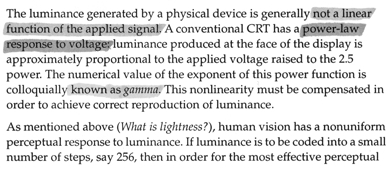 The luminance generated by a physical device is generally not a linear
function of the applied signal. A conventional CRT has a power-law
response to voltage; luminance produced at the face of the display is
approximately proportional to the applied voltage raised to the 2.5
power. The numerical value of the exponent of this power function is
colloquially known as gamma. This nonlinearity must be compensated in
order to achieve correct reproduction of luminance.
As mentioned above (What is lightness?), human vision has a nonuniform
perceptual response to luminance. If luminance is to be coded into a small
number of steps, say 256, then in order for the most effective perceptual